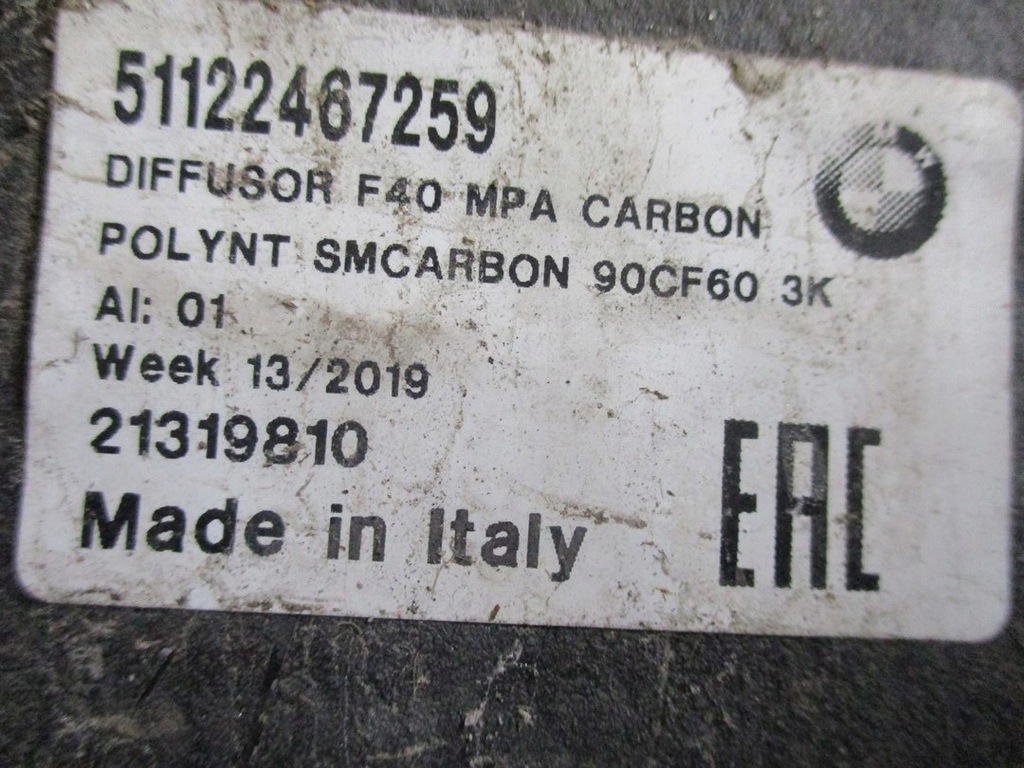 51122467259
DIFFUSOR F40 MPA CARBON
POLYNT SMCARBON 90CF60 3K
AI: 01
Week 13/2019
21319810
Made in Italy
EAC